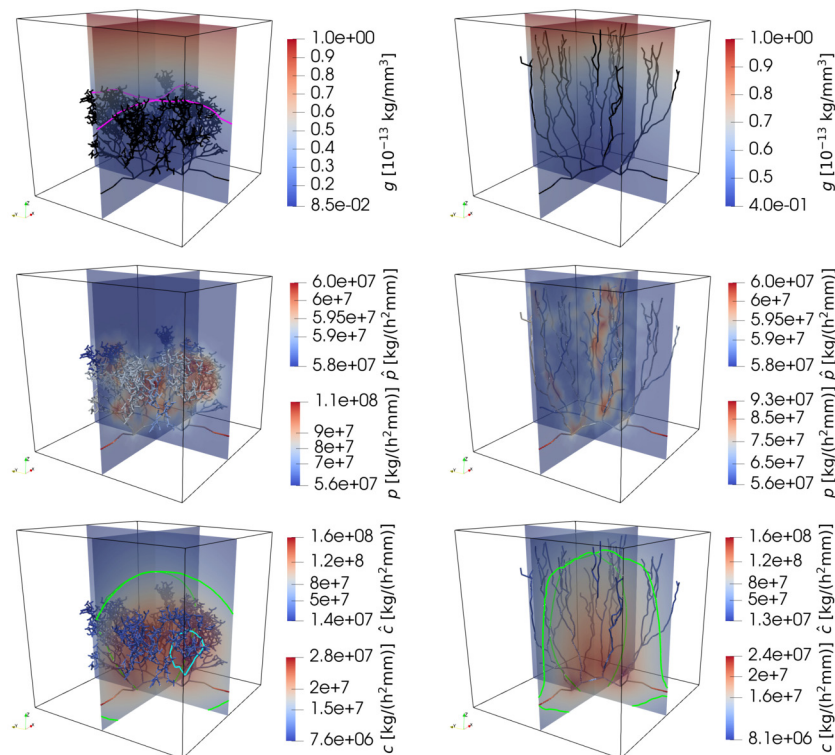 1.0e+00
0.9
0.8
0.7
0.6
0.5
0.4
0.3
0.2
8.5e-02
g [10⁻¹³ kg/mm³]
1.0e+00
0.9
0.8
0.7
0.6
0.5
4.0e-01
g [10⁻¹³ kg/mm³]
6.0e+07
6e+7
5.95e+7
5.9e+7
5.8e+07
p̂ [kg/(h²mm)]
1.1e+08
9e+7
8e+7
7e+7
5.6e+07
p [kg/(h²mm)]
6.0e+07
6e+7
5.95e+7
5.9e+7
5.8e+07
p̂ [kg/(h²mm)]
9.3e+07
8.5e+7
7.5e+7
6.5e+7
5.6e+07
p [kg/(h²mm)]
1.6e+08
1.2e+8
8e+7
5e+7
1.4e+07
ĉ [kg/(h²mm)]
2.8e+07
2e+7
1.5e+7
7.6e+06
c [kg/(h²mm)]
1.6e+08
1.2e+8
8e+7
5e+7
1.3e+07
ĉ [kg/(h²mm)]
2.4e+07
2e+7
1.6e+7
8.1e+06
c [kg/(h²mm)]